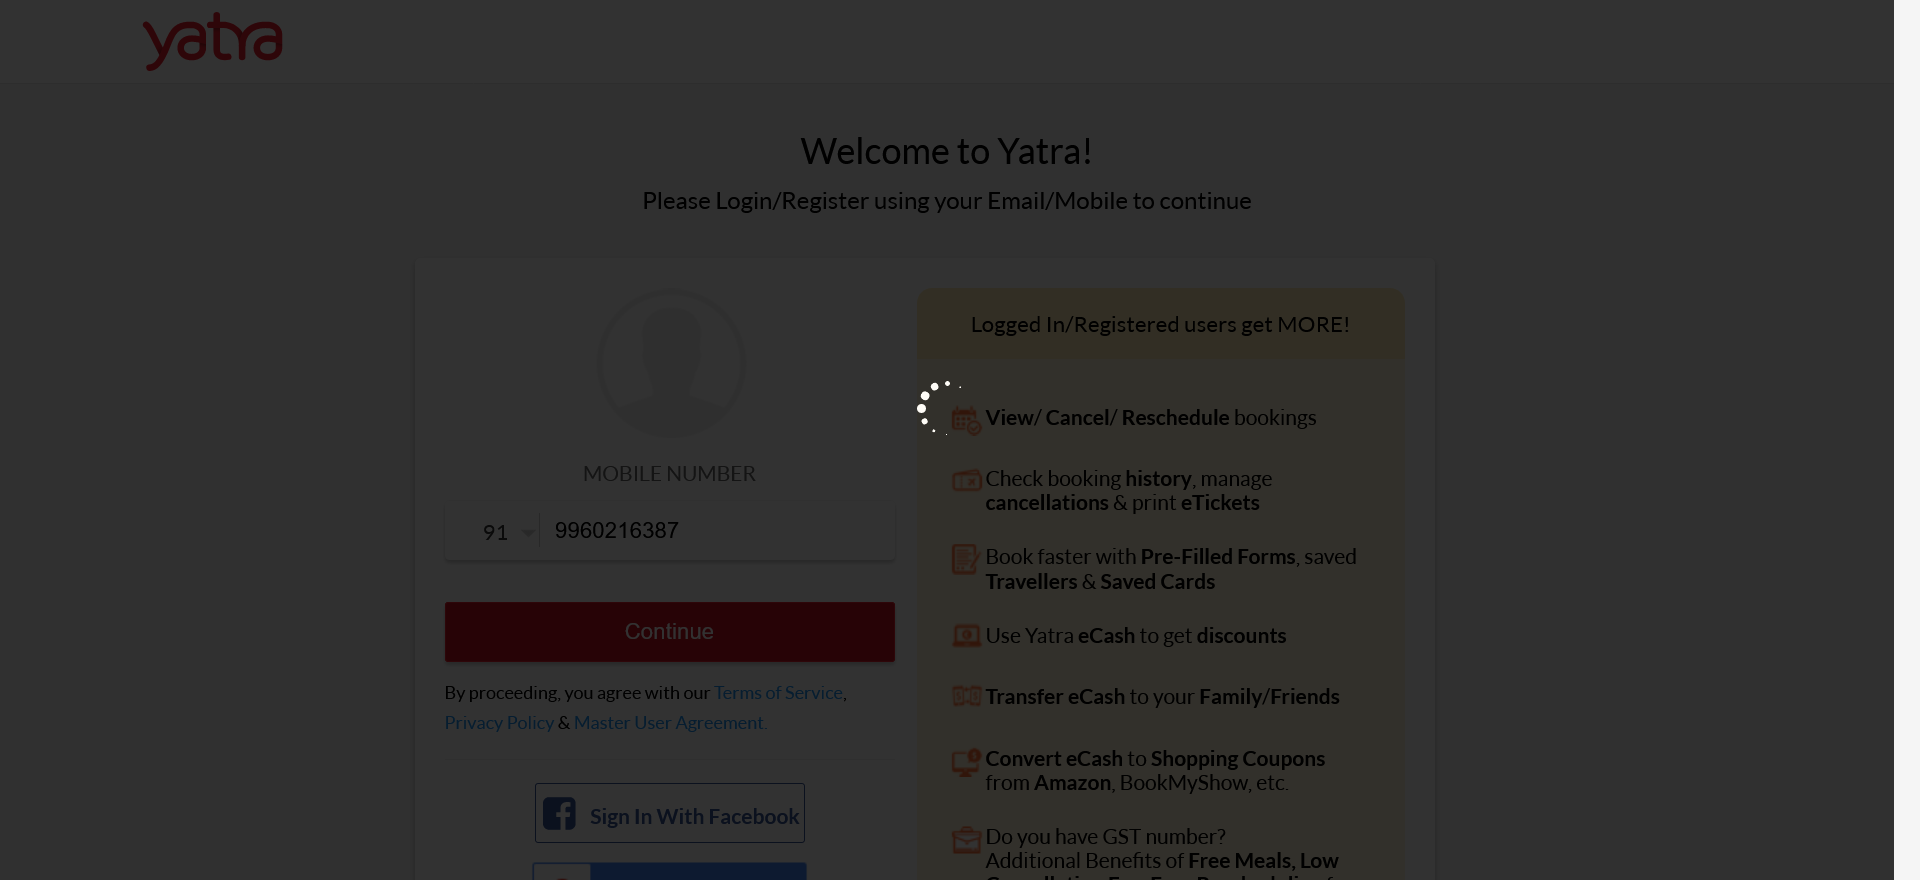 yatra
Welcome to Yatra!
Please Login/Register using your Email/Mobile to continue
MOBILE NUMBER
91 9960216387
Continue
By proceeding, you agree with our Terms of Service,
Privacy Policy & Master User Agreement.
Sign In With Facebook
Logged In/Registered users get MORE!
View/ Cancel/ Reschedule bookings
Check booking history, manage
cancellations & print eTickets
Book faster with Pre-Filled Forms, saved
Travellers & Saved Cards
Use Yatra eCash to get discounts
Transfer eCash to your Family/Friends
Convert eCash to Shopping Coupons
from Amazon, BookMyShow, etc.
Do you have GST number?
Additional Benefits of Free Meals, Low